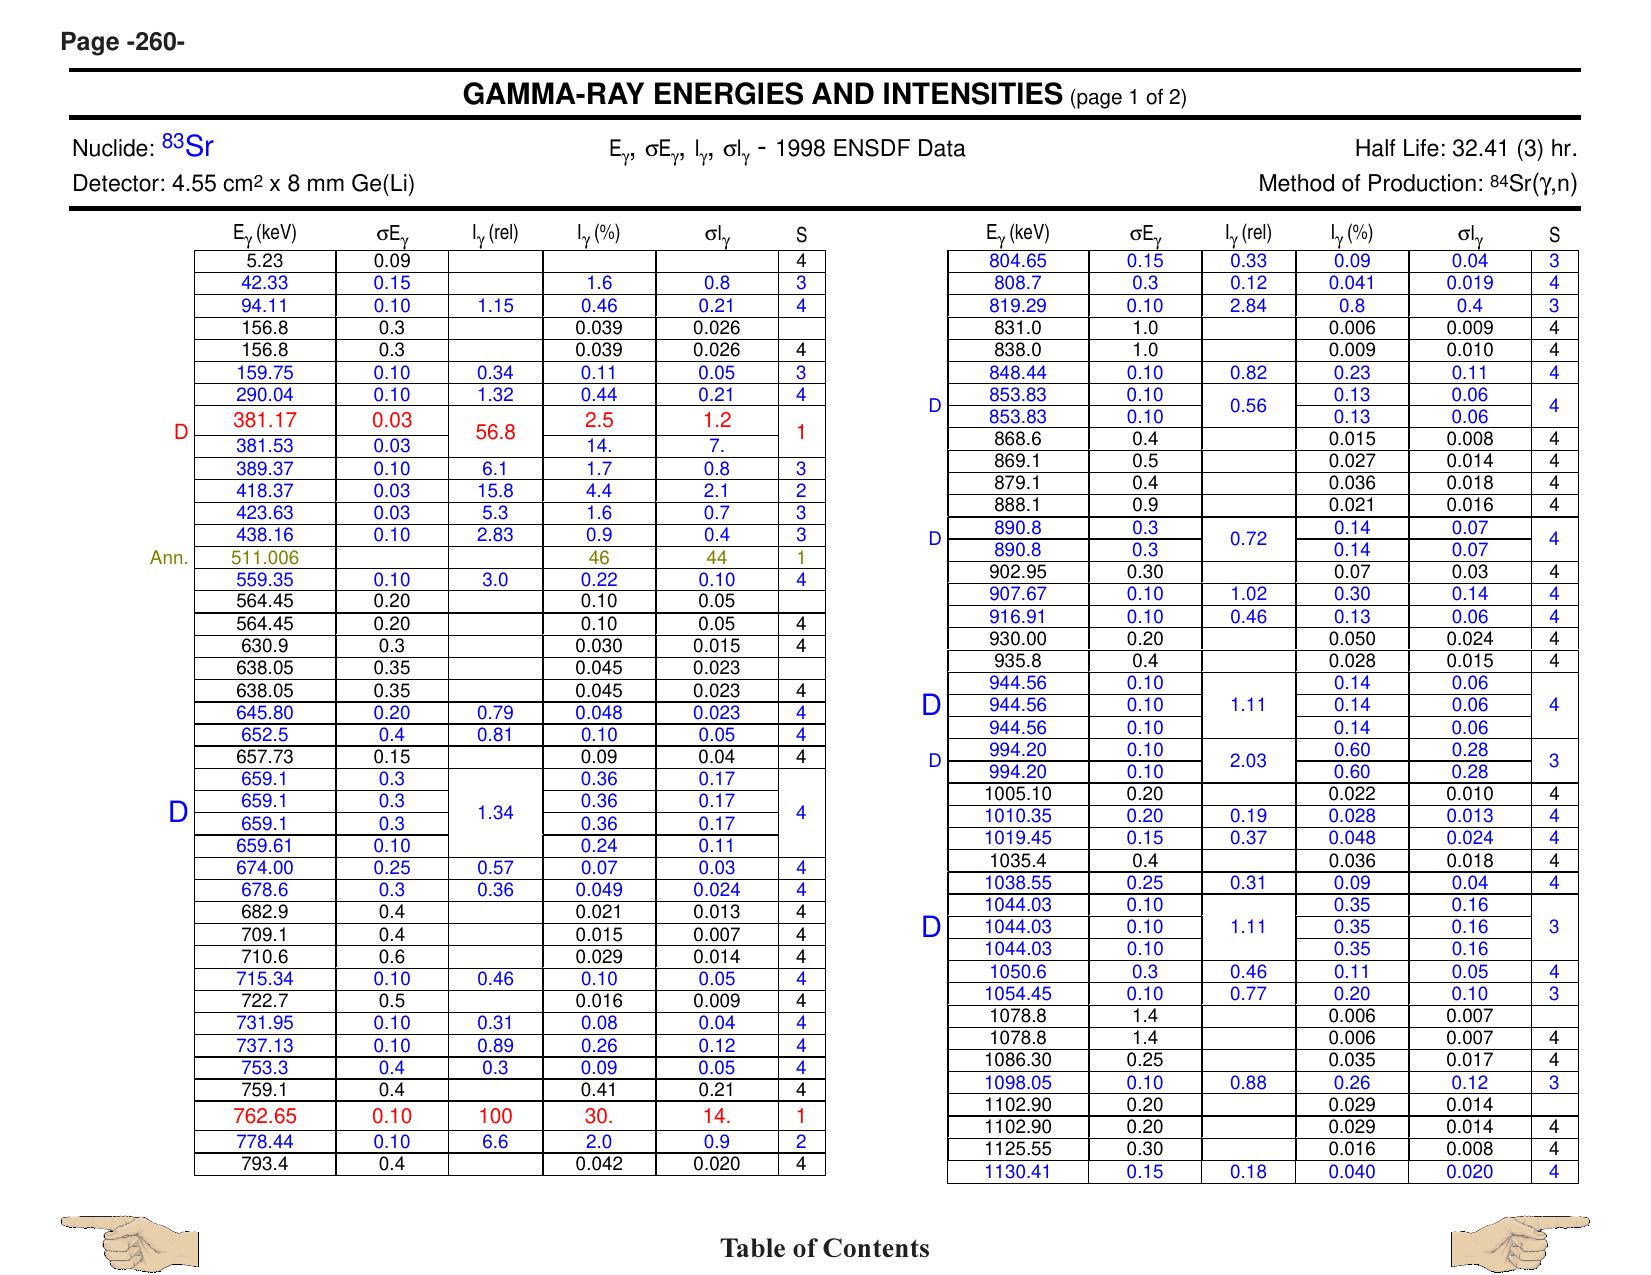 Page -260-
GAMMA-RAY ENERGIES AND INTENSITIES (page 1 of 2)
Nuclide: ⁸³Sr
Eγ, σEγ, Iγ, σIγ - 1998 ENSDF Data
Half Life: 32.41 (3) hr.
Detector: 4.55 cm² x 8 mm Ge(Li)
Method of Production: ⁸⁴Sr(γ,n)
Eγ (keV) σEγ Iγ (rel) Iγ (%) σIγ S
5.23 0.09 4
42.33 0.15 1.6 0.8 3
94.11 0.10 1.15 0.46 0.21 4
156.8 0.3 0.039 0.026
156.8 0.3 0.039 0.026 4
159.75 0.10 0.34 0.11 0.05 3
290.04 0.10 1.32 0.44 0.21 4
381.17 0.03 2.5 1.2
D 56.8 1
381.53 0.03 14. 7.
389.37 0.10 6.1 1.7 0.8 3
418.37 0.03 15.8 4.4 2.1 2
423.63 0.03 5.3 1.6 0.7 3
438.16 0.10 2.83 0.9 0.4 3
Ann. 511.006 46 44 1
559.35 0.10 3.0 0.22 0.10 4
564.45 0.20 0.10 0.05
564.45 0.20 0.10 0.05 4
630.9 0.3 0.030 0.015 4
638.05 0.35 0.045 0.023
638.05 0.35 0.045 0.023 4
645.80 0.20 0.79 0.048 0.023 4
652.5 0.4 0.81 0.10 0.05 4
657.73 0.15 0.09 0.04 4
659.1 0.3 0.36 0.17
659.1 0.3 0.36 0.17
D 1.34 4
659.1 0.3 0.36 0.17
659.61 0.10 0.24 0.11
674.00 0.25 0.57 0.07 0.03 4
678.6 0.3 0.36 0.049 0.024 4
682.9 0.4 0.021 0.013 4
709.1 0.4 0.015 0.007 4
710.6 0.6 0.029 0.014 4
715.34 0.10 0.46 0.10 0.05 4
722.7 0.5 0.016 0.009 4
731.95 0.10 0.31 0.08 0.04 4
737.13 0.10 0.89 0.26 0.12 4
753.3 0.4 0.3 0.09 0.05 4
759.1 0.4 0.41 0.21 4
762.65 0.10 100 30. 14. 1
778.44 0.10 6.6 2.0 0.9 2
793.4 0.4 0.042 0.020 4
Eγ (keV) σEγ Iγ (rel) Iγ (%) σIγ S
804.65 0.15 0.33 0.09 0.04 3
808.7 0.3 0.12 0.041 0.019 4
819.29 0.10 2.84 0.8 0.4 3
831.0 1.0 0.006 0.009 4
838.0 1.0 0.009 0.010 4
848.44 0.10 0.82 0.23 0.11 4
853.83 0.10 0.13 0.06
D 0.56 4
853.83 0.10 0.13 0.06
868.6 0.4 0.015 0.008 4
869.1 0.5 0.027 0.014 4
879.1 0.4 0.036 0.018 4
888.1 0.9 0.021 0.016 4
890.8 0.3 0.14 0.07
D 0.72 4
890.8 0.3 0.14 0.07
902.95 0.30 0.07 0.03 4
907.67 0.10 1.02 0.30 0.14 4
916.91 0.10 0.46 0.13 0.06 4
930.00 0.20 0.050 0.024 4
935.8 0.4 0.028 0.015 4
944.56 0.10 0.14 0.06
D 944.56 0.10 1.11 0.14 0.06 4
944.56 0.10 0.14 0.06
994.20 0.10 0.60 0.28
D 2.03 3
994.20 0.10 0.60 0.28
1005.10 0.20 0.022 0.010 4
1010.35 0.20 0.19 0.028 0.013 4
1019.45 0.15 0.37 0.048 0.024 4
1035.4 0.4 0.036 0.018 4
1038.55 0.25 0.31 0.09 0.04 4
1044.03 0.10 0.35 0.16
D 1044.03 0.10 1.11 0.35 0.16 3
1044.03 0.10 0.35 0.16
1050.6 0.3 0.46 0.11 0.05 4
1054.45 0.10 0.77 0.20 0.10 3
1078.8 1.4 0.006 0.007
1078.8 1.4 0.006 0.007 4
1086.30 0.25 0.035 0.017 4
1098.05 0.10 0.88 0.26 0.12 3
1102.90 0.20 0.029 0.014
1102.90 0.20 0.029 0.014 4
1125.55 0.30 0.016 0.008 4
1130.41 0.15 0.18 0.040 0.020 4
Table of Contents